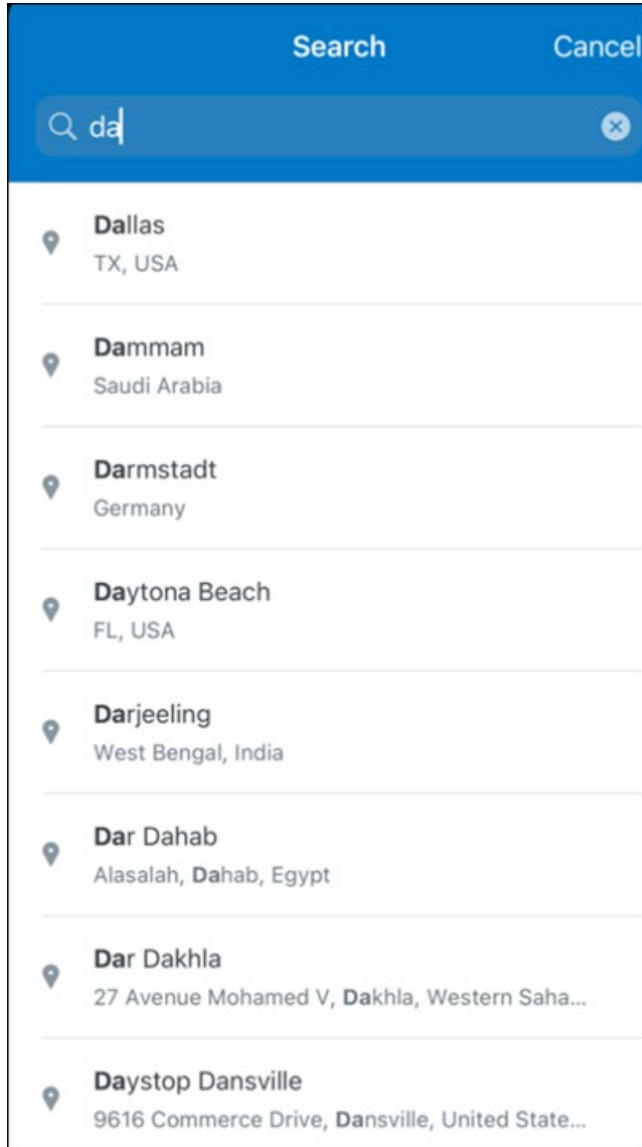 Search Cancel
da
Dallas
TX, USA
Dammam
Saudi Arabia
Darmstadt
Germany
Daytona Beach
FL, USA
Darjeeling
West Bengal, India
Dar Dahab
Alasalah, Dahab, Egypt
Dar Dakhla
27 Avenue Mohamed V, Dakhla, Western Saha...
Daystop Dansville
9616 Commerce Drive, Dansville, United State...